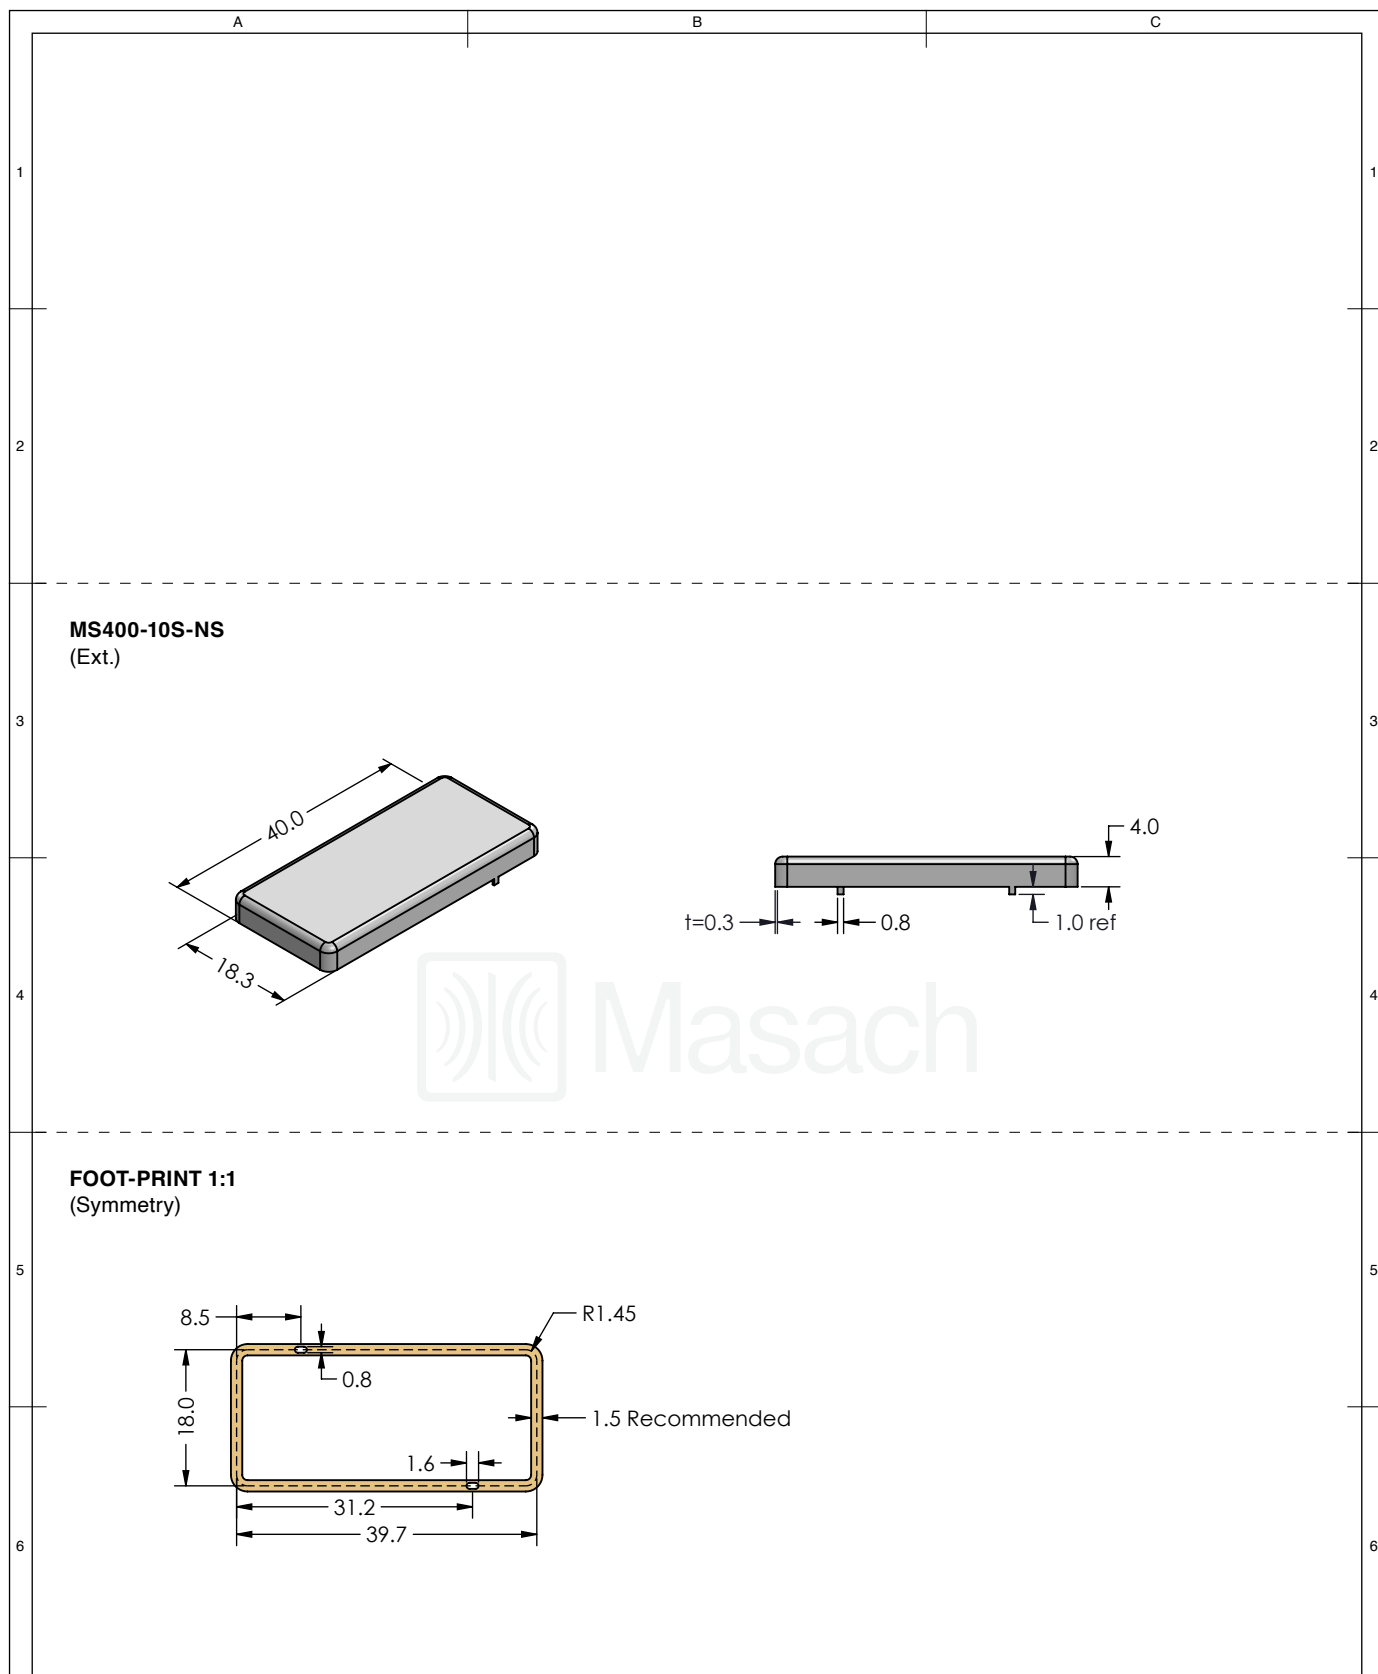 A B C
1 1
2 2
MS400-10S-NS
(Ext.)
3 3
40.0
18.3
4.0
t=0.3
0.8
1.0 ref
4 4
Masach
FOOT-PRINT 1:1
(Symmetry)
5 5
8.5
R1.45
0.8
18.0
1.5 Recommended
1.6
31.2
39.7
6 6